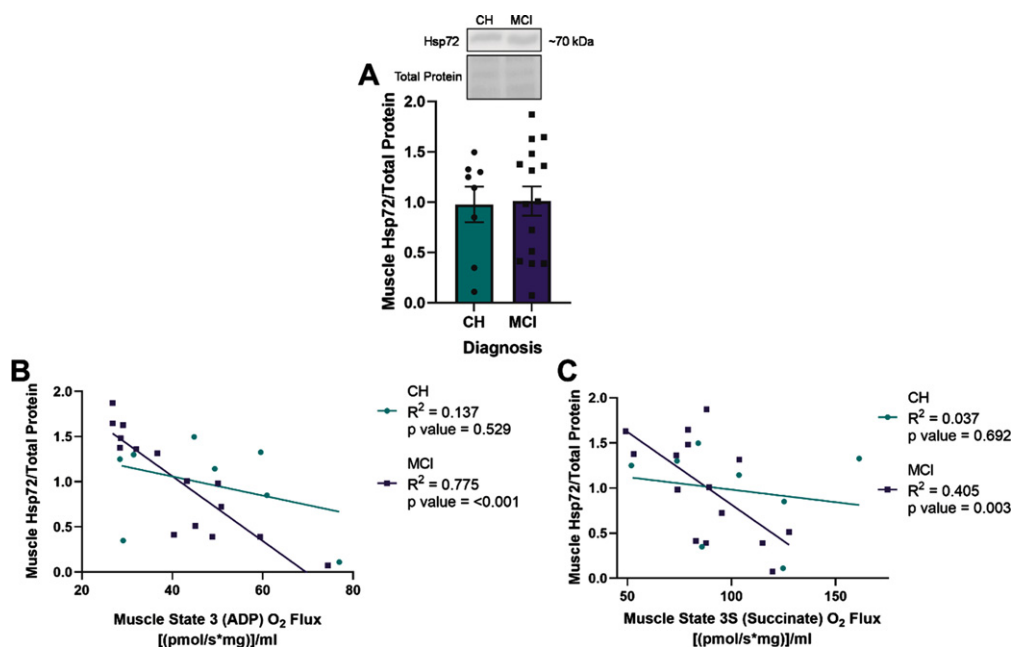 CH MCI
Hsp72 ~70 kDa
Total Protein
A
Muscle Hsp72/Total Protein
2.0
1.5
1.0
0.5
0.0
CH MCI
Diagnosis
B
Muscle Hsp72/Total Protein
2.0
1.5
1.0
0.5
0.0
20 40 60 80
Muscle State 3 (ADP) O₂ Flux
[(pmol/s*mg)]/ml
CH
R² = 0.137
p value = 0.529
MCI
R² = 0.775
p value = <0.001
C
Muscle Hsp72/Total Protein
2.0
1.5
1.0
0.5
0.0
50 100 150
Muscle State 3S (Succinate) O₂ Flux
[(pmol/s*mg)]/ml
CH
R² = 0.037
p value = 0.692
MCI
R² = 0.405
p value = 0.003